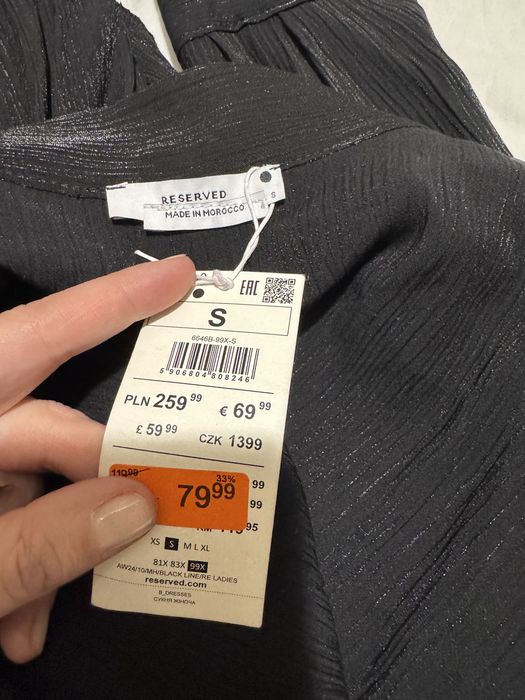 RESERVED
MADE IN MOROCCO
S
EAC
S
6646B-99X-S
5 906804 808246
PLN 259 99 € 69 99
£ 59 99 CZK 1399
119 99 33% 99
79 99 99
95
XS S M L XL
81X 83X 99X
AW24/10/MH/BLACK LINE/RE LADIES
reserved.com
B_DRESSES
СУКНЯ ЖІНОЧА